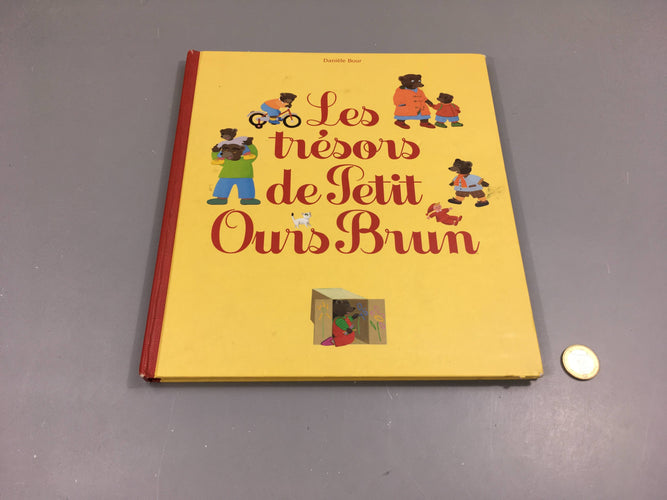 Danièle Bour
Les
trésors
de Petit
Ours Brun